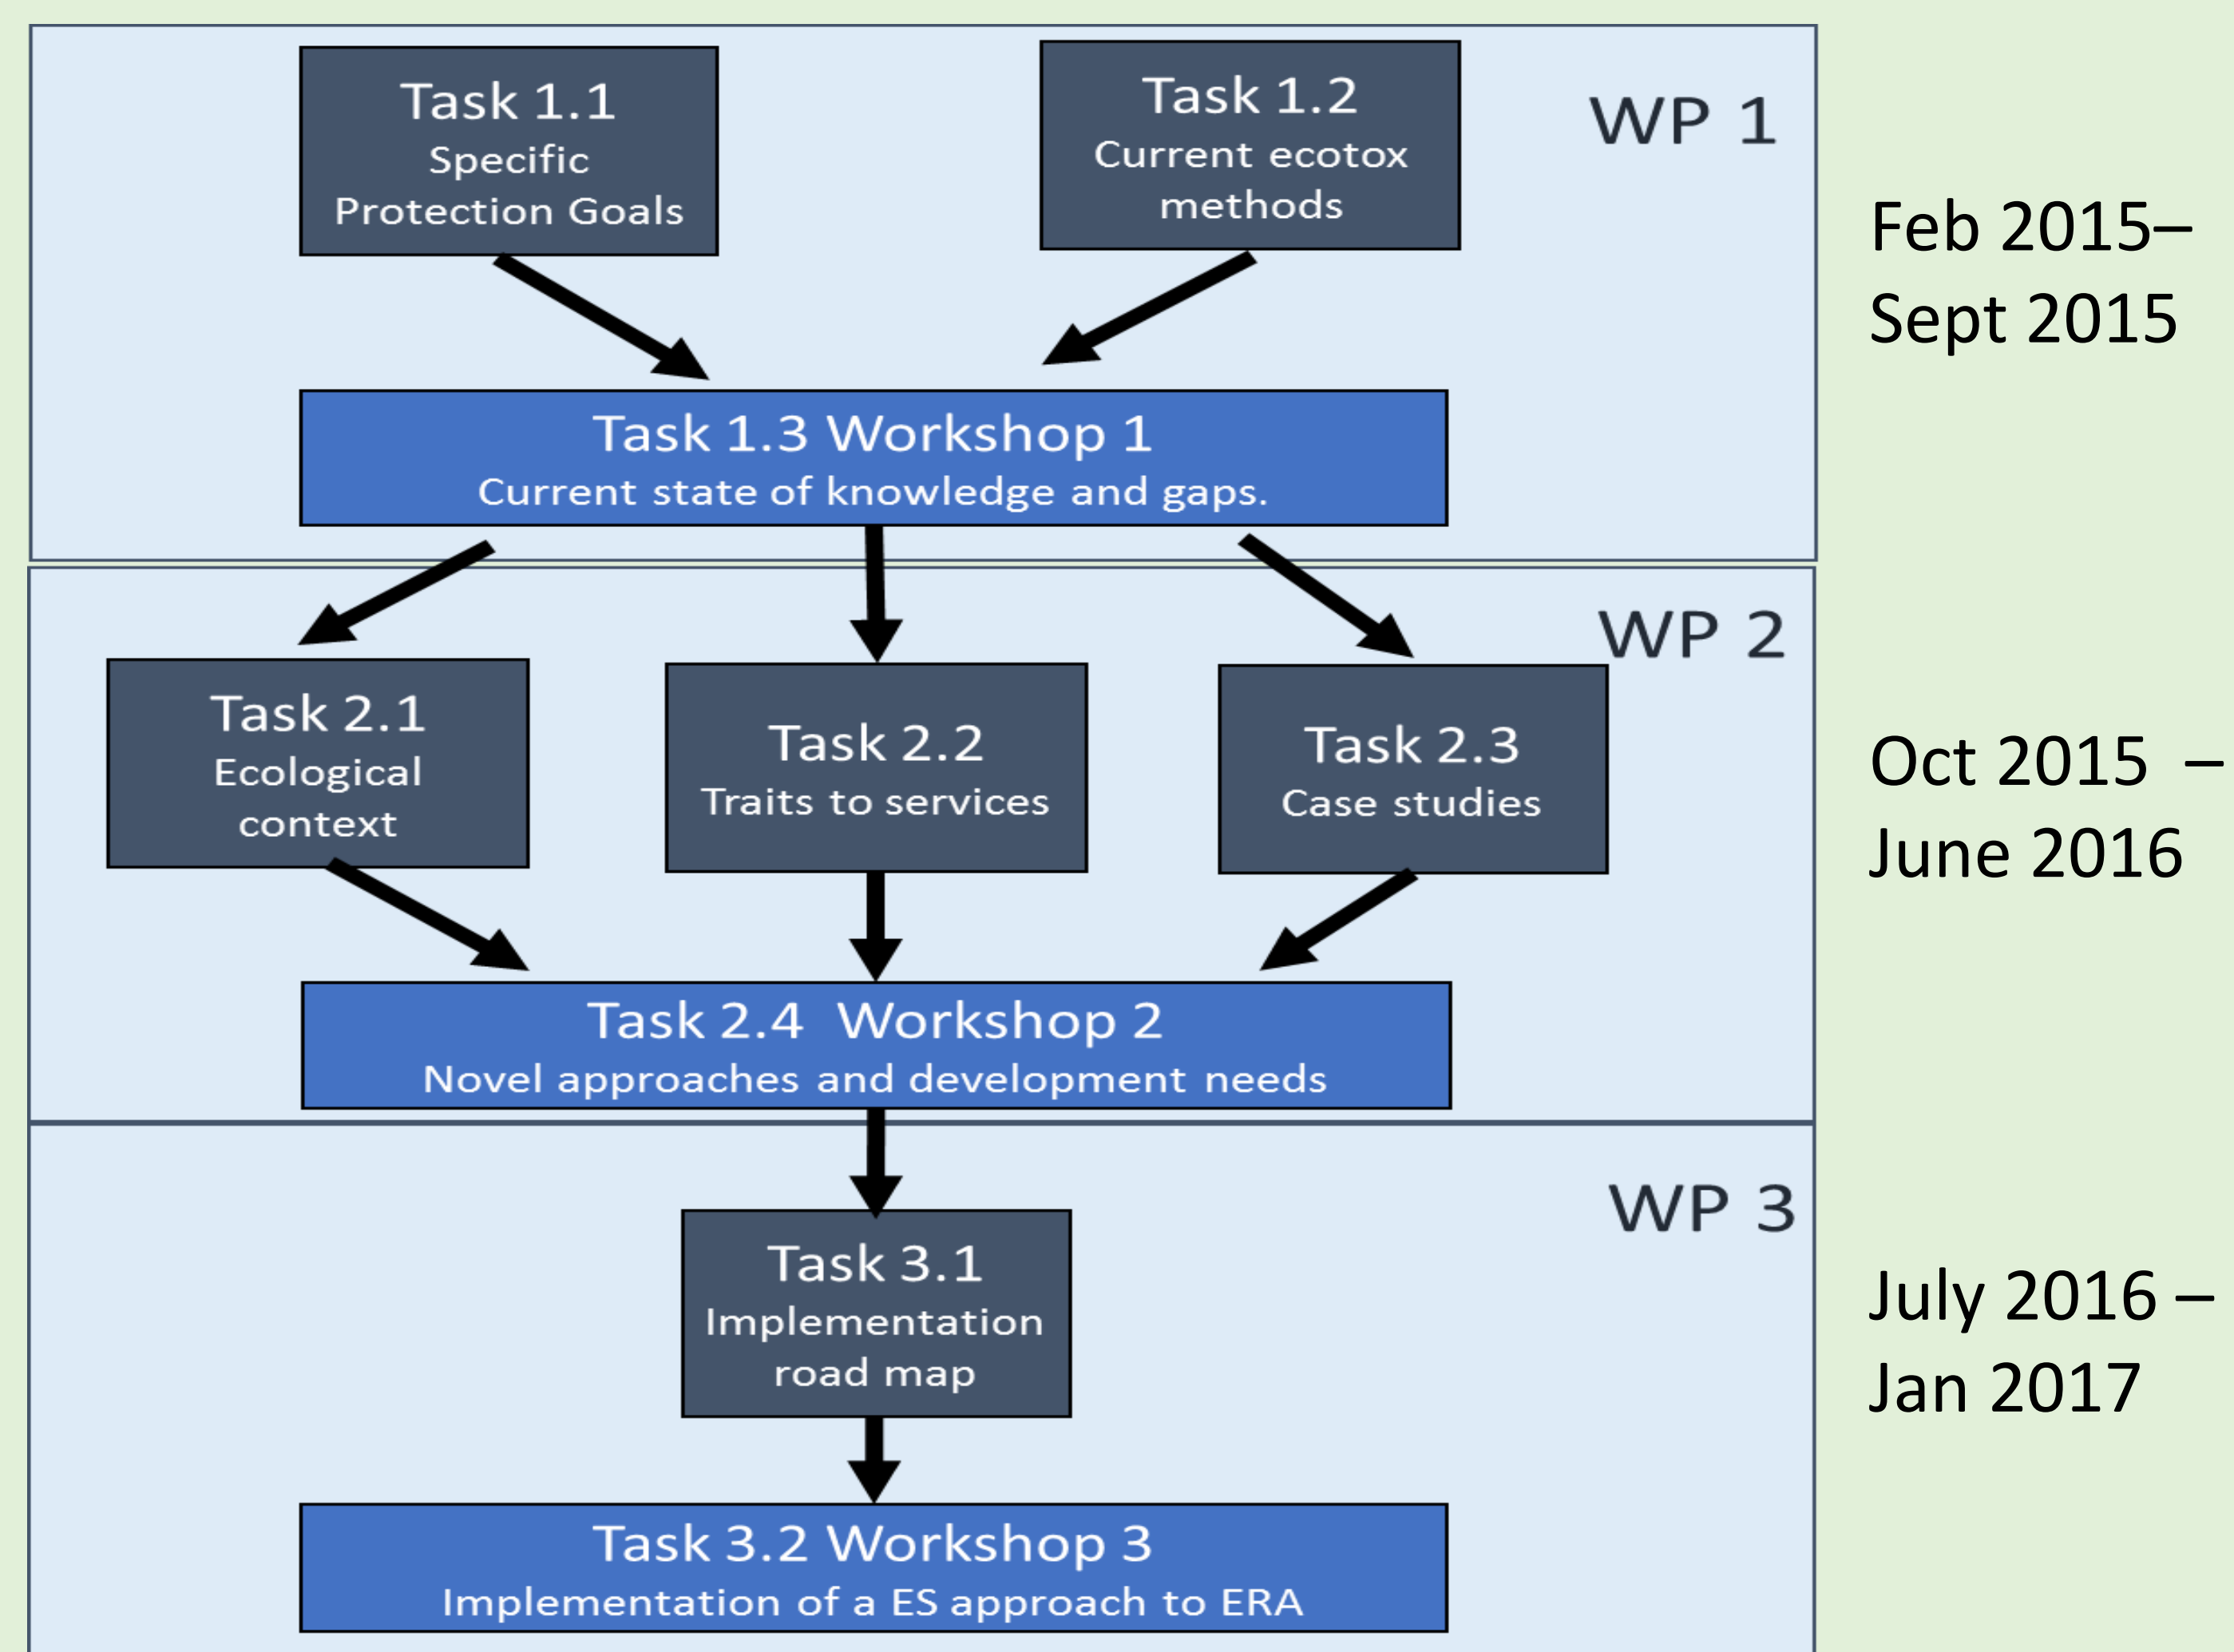 Task 1.1
Specific
Protection Goals
Task 1.2
Current ecotox
methods
WP 1
Feb 2015–
Sept 2015
Task 1.3 Workshop 1
Current state of knowledge and gaps.
WP 2
Task 2.1
Ecological
context
Task 2.2
Traits to services
Task 2.3
Case studies
Oct 2015 –
June 2016
Task 2.4 Workshop 2
Novel approaches and development needs
WP 3
Task 3.1
Implementation
road map
July 2016 –
Jan 2017
Task 3.2 Workshop 3
Implementation of a ES approach to ERA